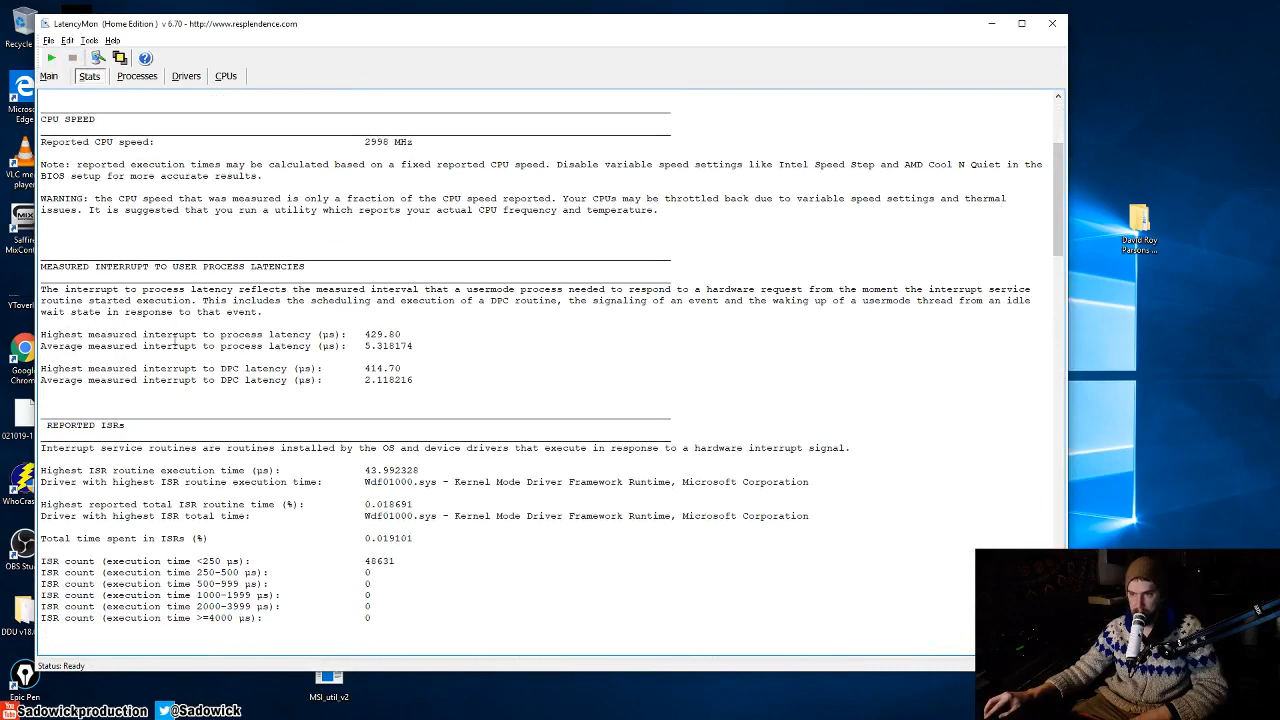 LatencyMon (Home Edition ) v 6.70 - http://www.resplendence.com
File Edit Tools Help
Main Stats Processes Drivers CPUs
CPU SPEED
Reported CPU speed: 2998 MHz
Note: reported execution times may be calculated based on a fixed reported CPU speed. Disable variable speed settings like Intel Speed Step and AMD Cool N Quiet in the
BIOS setup for more accurate results.
WARNING: the CPU speed that was measured is only a fraction of the CPU speed reported. Your CPUs may be throttled back due to variable speed settings and thermal
issues. It is suggested that you run a utility which reports your actual CPU frequency and temperature.
MEASURED INTERRUPT TO USER PROCESS LATENCIES
The interrupt to process latency reflects the measured interval that a usermode process needed to respond to a hardware request from the moment the interrupt service
routine started execution. This includes the scheduling and execution of a DPC routine, the signaling of an event and the waking up of a usermode thread from an idle
wait state in response to that event.
Highest measured interrupt to process latency (µs): 429.80
Average measured interrupt to process latency (µs): 5.318174
Highest measured interrupt to DPC latency (µs): 414.70
Average measured interrupt to DPC latency (µs): 2.118216
REPORTED ISRs
Interrupt service routines are routines installed by the OS and device drivers that execute in response to a hardware interrupt signal.
Highest ISR routine execution time (µs): 43.992328
Driver with highest ISR routine execution time: Wdf01000.sys - Kernel Mode Driver Framework Runtime, Microsoft Corporation
Highest reported total ISR routine time (%): 0.018691
Driver with highest ISR total time: Wdf01000.sys - Kernel Mode Driver Framework Runtime, Microsoft Corporation
Total time spent in ISRs (%) 0.019101
ISR count (execution time <250 µs): 48631
ISR count (execution time 250-500 µs): 0
ISR count (execution time 500-999 µs): 0
ISR count (execution time 1000-1999 µs): 0
ISR count (execution time 2000-3999 µs): 0
ISR count (execution time >=4000 µs): 0
Status: Ready
Recycle
Micros
Edge
VLC me
player
MIX
Saffire
MixCont
YToverl
Google
Chrom
021019-1
WhoCras
OBS Stu
DDU v18.
Epic Pen
David Roy
Parsons ...
MSI_util_v2
You
Sadowickproduction
@Sadowick